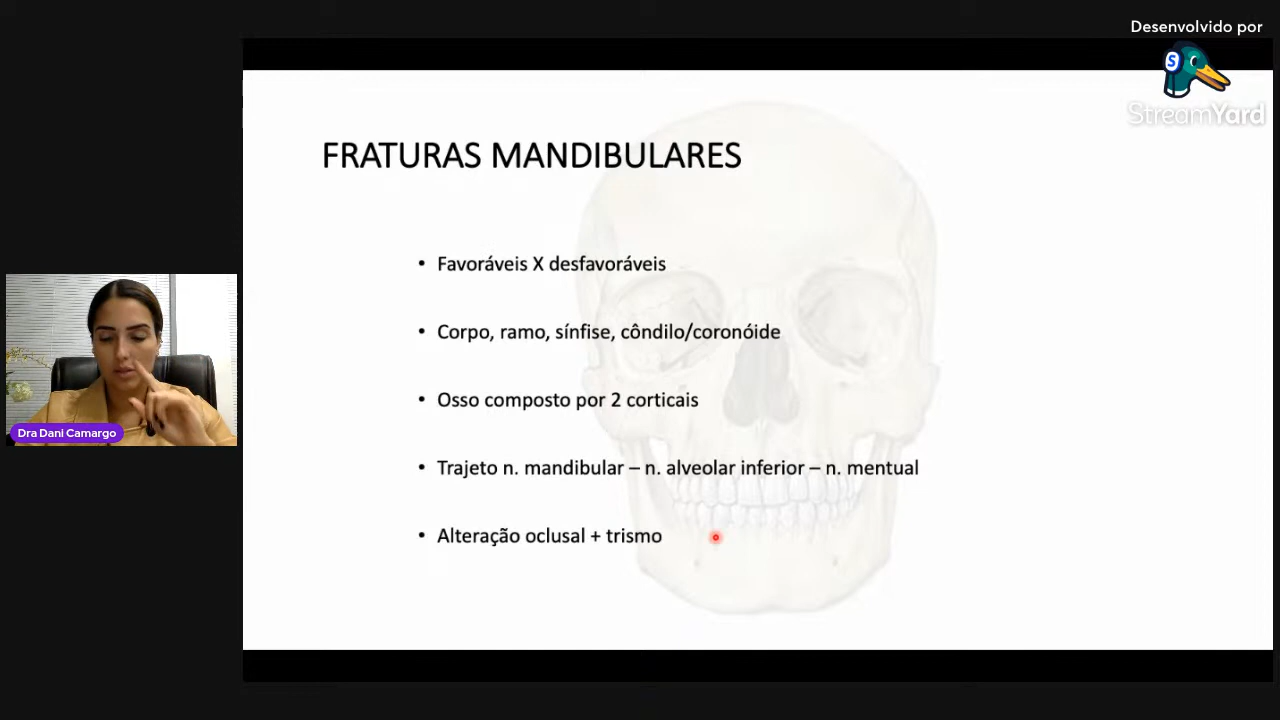 Desenvolvido por
S
StreamYard
FRATURAS MANDIBULARES
• Favoráveis X desfavoráveis
• Corpo, ramo, sínfise, côndilo/coronóide
• Osso composto por 2 corticais
• Trajeto n. mandibular – n. alveolar inferior – n. mentual
• Alteração oclusal + trismo
Dra Dani Camargo